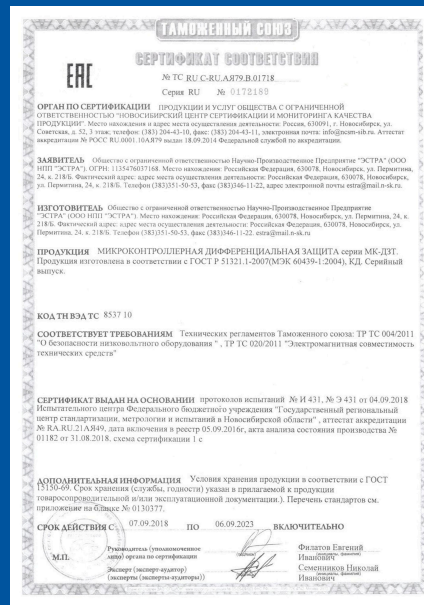 ТАМОЖЕННЫЙ СОЮЗ
СЕРТИФИКАТ СООТВЕТСТВИЯ
EAC
№ ТС RU C-RU.АЯ79.В.01718
Серия RU № 0172189
ОРГАН ПО СЕРТИФИКАЦИИ ПРОДУКЦИИ И УСЛУГ ОБЩЕСТВА С ОГРАНИЧЕННОЙ
ОТВЕТСТВЕННОСТЬЮ "НОВОСИБИРСКИЙ ЦЕНТР СЕРТИФИКАЦИИ И МОНИТОРИНГА КАЧЕСТВА
ПРОДУКЦИИ". Место нахождения и адрес места осуществления деятельности: Россия, 630091, г. Новосибирск, ул.
Советская, д. 52, 3 этаж; телефон: (383) 204-43-10, факс: (383) 204-43-11, электронная почта: info@ncsm-sib.ru. Аттестат
аккредитации № РОСС RU.0001.10АЯ79 выдан 18.09.2014 Федеральной службой по аккредитации.
ЗАЯВИТЕЛЬ Общество с ограниченной ответственностью Научно-Производственное Предприятие "ЭСТРА" (ООО
НПП "ЭСТРА"), ОГРН: 1135476037168. Место нахождения: Российская Федерация, 630078, Новосибирск, ул. Пермитина,
24, к. 218/Б. Фактический адрес: адрес места осуществления деятельности: Российская Федерация, 630078, Новосибирск,
ул. Пермитина, 24, к. 218/Б. Телефон (383)351-50-53, факс (383)346-11-22, адрес электронной почты estra@mail.n-sk.ru
ИЗГОТОВИТЕЛЬ Общество с ограниченной ответственностью Научно-Производственное Предприятие
"ЭСТРА" (ООО НПП "ЭСТРА"). Место нахождения: Российская Федерация, 630078, Новосибирск, ул. Пермитина, 24, к.
218/Б. Фактический адрес: адрес места осуществления деятельности: Российская Федерация, 630078, Новосибирск, ул.
Пермитина, 24, к. 218/Б. Телефон (383)351-50-53, факс (383)346-11-22. estra@mail.n-sk.ru
ПРОДУКЦИЯ МИКРОКОНТРОЛЛЕРНАЯ ДИФФЕРЕНЦИАЛЬНАЯ ЗАЩИТА серии МК-ДЗТ.
Продукция изготовлена в соответствии с ГОСТ Р 51321.1-2007(МЭК 60439-1:2004), КД. Серийный
выпуск.
КОД ТН ВЭД ТС 8537 10
СООТВЕТСТВУЕТ ТРЕБОВАНИЯМ Технических регламентов Таможенного союза: ТР ТС 004/2011
"О безопасности низковольтного оборудования ", ТР ТС 020/2011 "Электромагнитная совместимость
технических средств"
СЕРТИФИКАТ ВЫДАН НА ОСНОВАНИИ протоколов испытаний № И 431, № Э 431 от 04.09.2018
Испытательного центра Федерального бюджетного учреждения "Государственный региональный
центр стандартизации, метрологии и испытаний в Новосибирской области", аттестат аккредитации
№ RA.RU.21АЯ49, дата включения в реестр 05.09.2016г, акта анализа состояния производства №
01182 от 31.08.2018. схема сертификации 1 с
ДОПОЛНИТЕЛЬНАЯ ИНФОРМАЦИЯ Условия хранения продукции в соответствии с ГОСТ
15150-69. Срок хранения (службы, годности) указан в прилагаемой к продукции
товаросопроводительной и/или эксплуатационной документации.). Перечень стандартов см.
приложение на бланке № 0130377.
СРОК ДЕЙСТВИЯ С 07.09.2018 ПО 06.09.2023 ВКЛЮЧИТЕЛЬНО
М.П.
Руководитель (уполномоченное
лицо) органа по сертификации
Филатов Евгений
Иванович
Эксперт (эксперт-аудитор)
(эксперты (эксперты-аудиторы))
Семенников Николай
Иванович